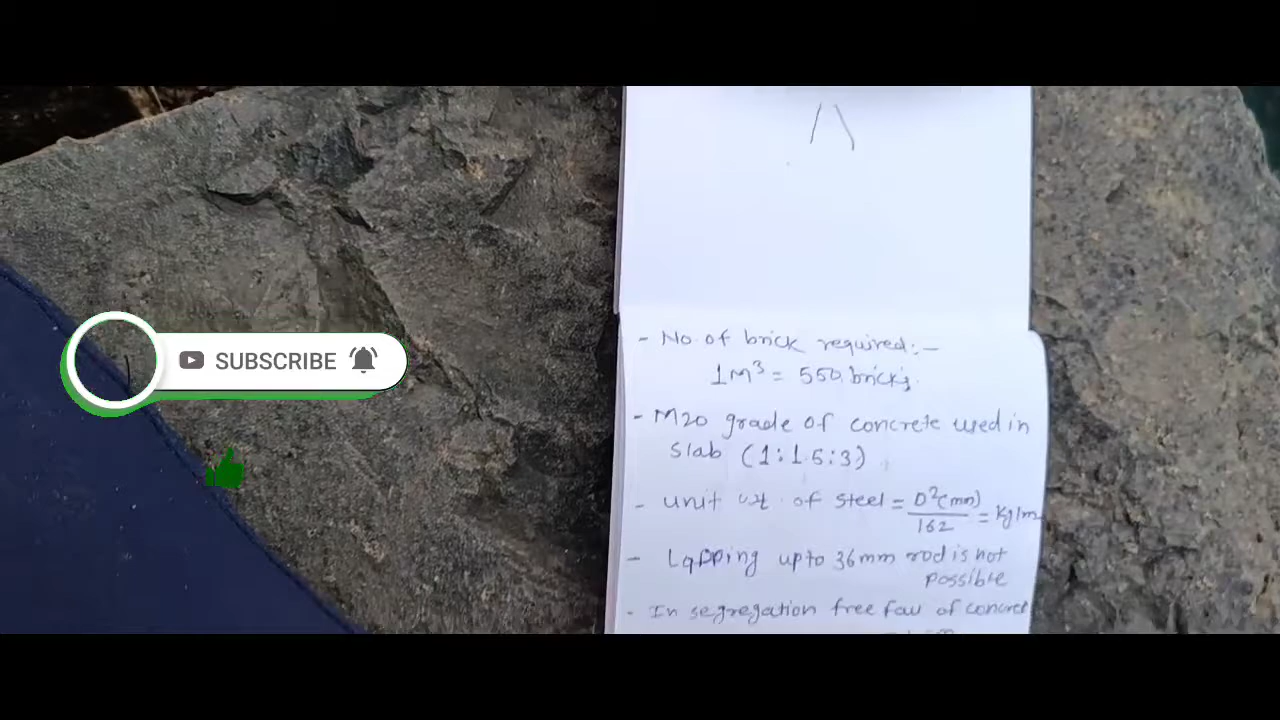 SUBSCRIBE
- No. of brick required:-
1m³ = 550 bricks
- M20 grade of concrete used in
slab (1:1.5:3)
- unit wt of steel = D²(mm)/162 = kg/m
- Lapping upto 36mm rod is not
possible
- In segregation free fall of concrete